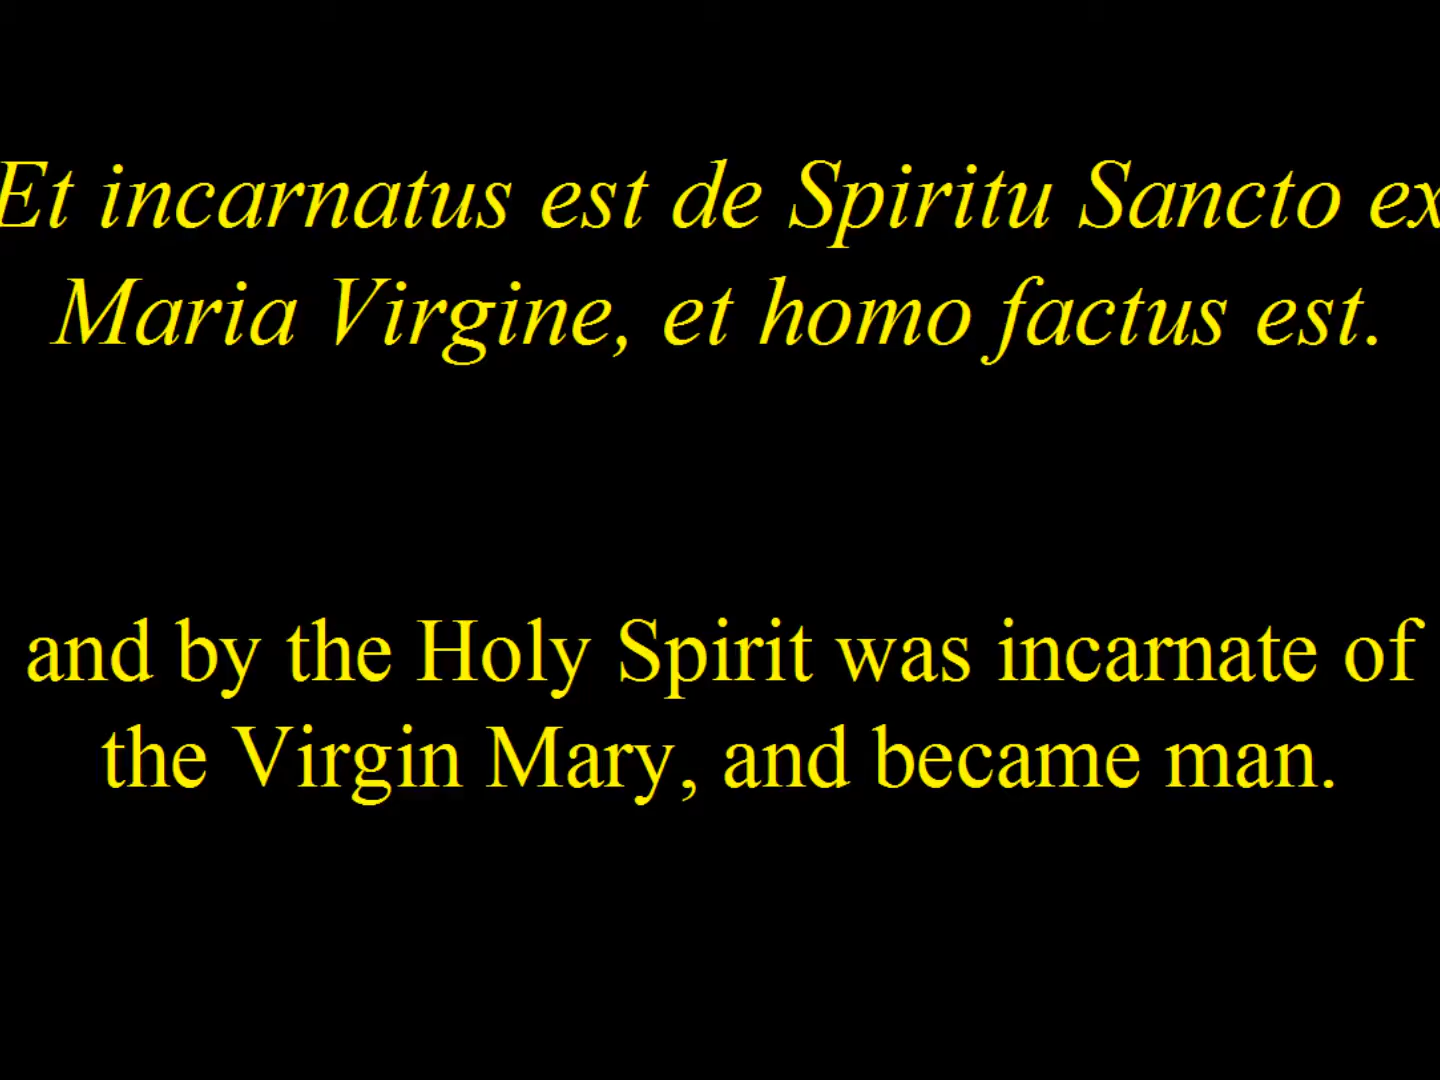 Et incarnatus est de Spiritu Sancto ex
Maria Virgine, et homo factus est.
and by the Holy Spirit was incarnate of
the Virgin Mary, and became man.